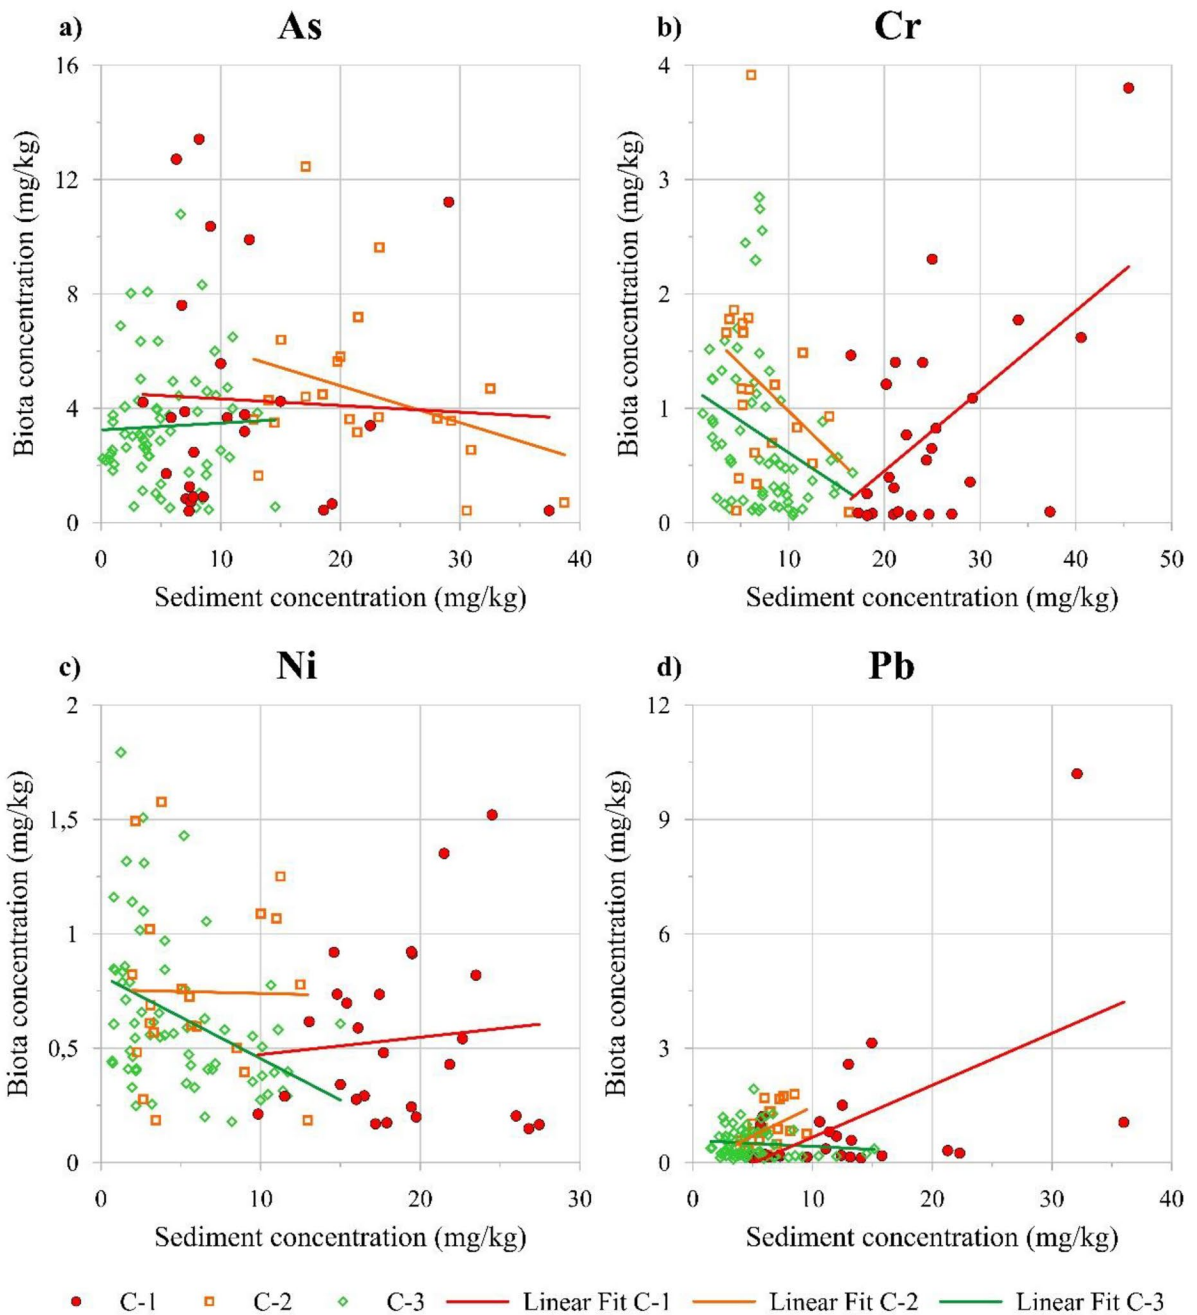 a) As
b) Cr
16
12
8
4
0
0 10 20 30 40
Biota concentration (mg/kg)
Sediment concentration (mg/kg)
4
3
2
1
0
0 10 20 30 40 50
Biota concentration (mg/kg)
Sediment concentration (mg/kg)
c) Ni
d) Pb
2
1,5
1
0,5
0
0 10 20 30
Biota concentration (mg/kg)
Sediment concentration (mg/kg)
12
9
6
3
0
0 10 20 30 40
Biota concentration (mg/kg)
Sediment concentration (mg/kg)
C-1 C-2 C-3 Linear Fit C-1 Linear Fit C-2 Linear Fit C-3